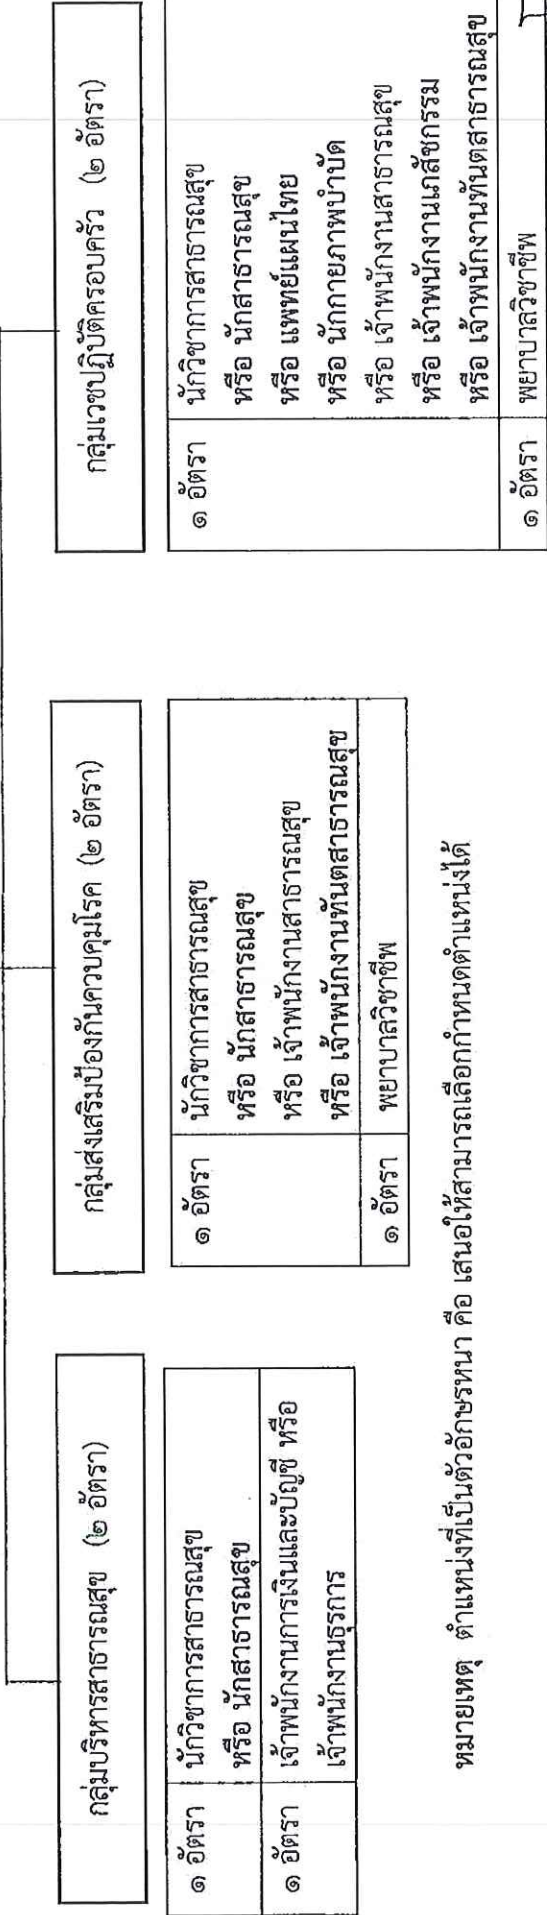 กลุ่มบริหารสาธารณสุข (๒ อัตรา)
๑ อัตรา นักวิชาการสาธารณสุข
หรือ นักสาธารณสุข
๑ อัตรา เจ้าพนักงานการเงินและบัญชี หรือ
เจ้าพนักงานธุรการ
กลุ่มส่งเสริมป้องกันควบคุมโรค (๒ อัตรา)
๑ อัตรา นักวิชาการสาธารณสุข
หรือ นักสาธารณสุข
หรือ เจ้าพนักงานสาธารณสุข
หรือ เจ้าพนักงานทันตสาธารณสุข
๑ อัตรา พยาบาลวิชาชีพ
กลุ่มเวชปฏิบัติครอบครัว (๒ อัตรา)
๑ อัตรา นักวิชาการสาธารณสุข
หรือ นักสาธารณสุข
หรือ แพทย์แผนไทย
หรือ นักกายภาพบำบัด
หรือ เจ้าพนักงานสาธารณสุข
หรือ เจ้าพนักงานเภสัชกรรม
หรือ เจ้าพนักงานทันตสาธารณสุข
๑ อัตรา พยาบาลวิชาชีพ
หมายเหตุ ตำแหน่งที่เป็นตัวอักษรหนา คือ เสนอให้สามารถเลือกกำหนดตำแหน่งได้